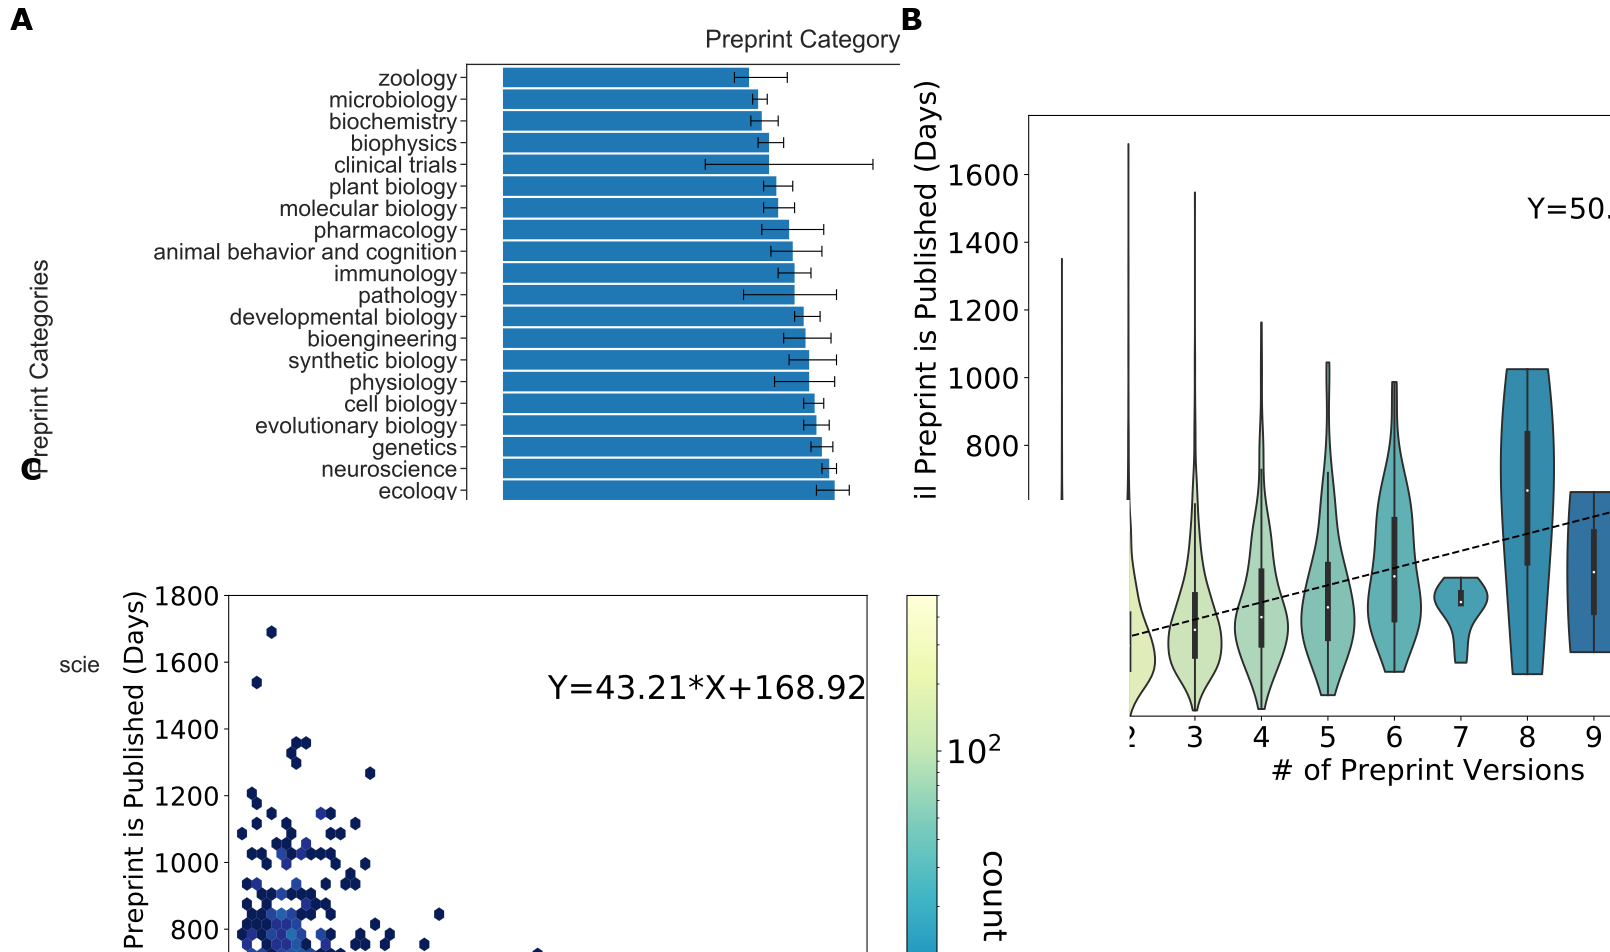 A
Preprint Category
zoology
microbiology
biochemistry
biophysics
clinical trials
plant biology
molecular biology
pharmacology
animal behavior and cognition
immunology
pathology
developmental biology
bioengineering
synthetic biology
physiology
cell biology
evolutionary biology
genetics
neuroscience
ecology
Preprint Categories
B
il Preprint is Published (Days)
1600
1400
1200
1000
800
Y=50.
2 3 4 5 6 7 8 9
# of Preprint Versions
C
scie
Preprint is Published (Days)
1800
1600
1400
1200
1000
800
Y=43.21*X+168.92
10²
count